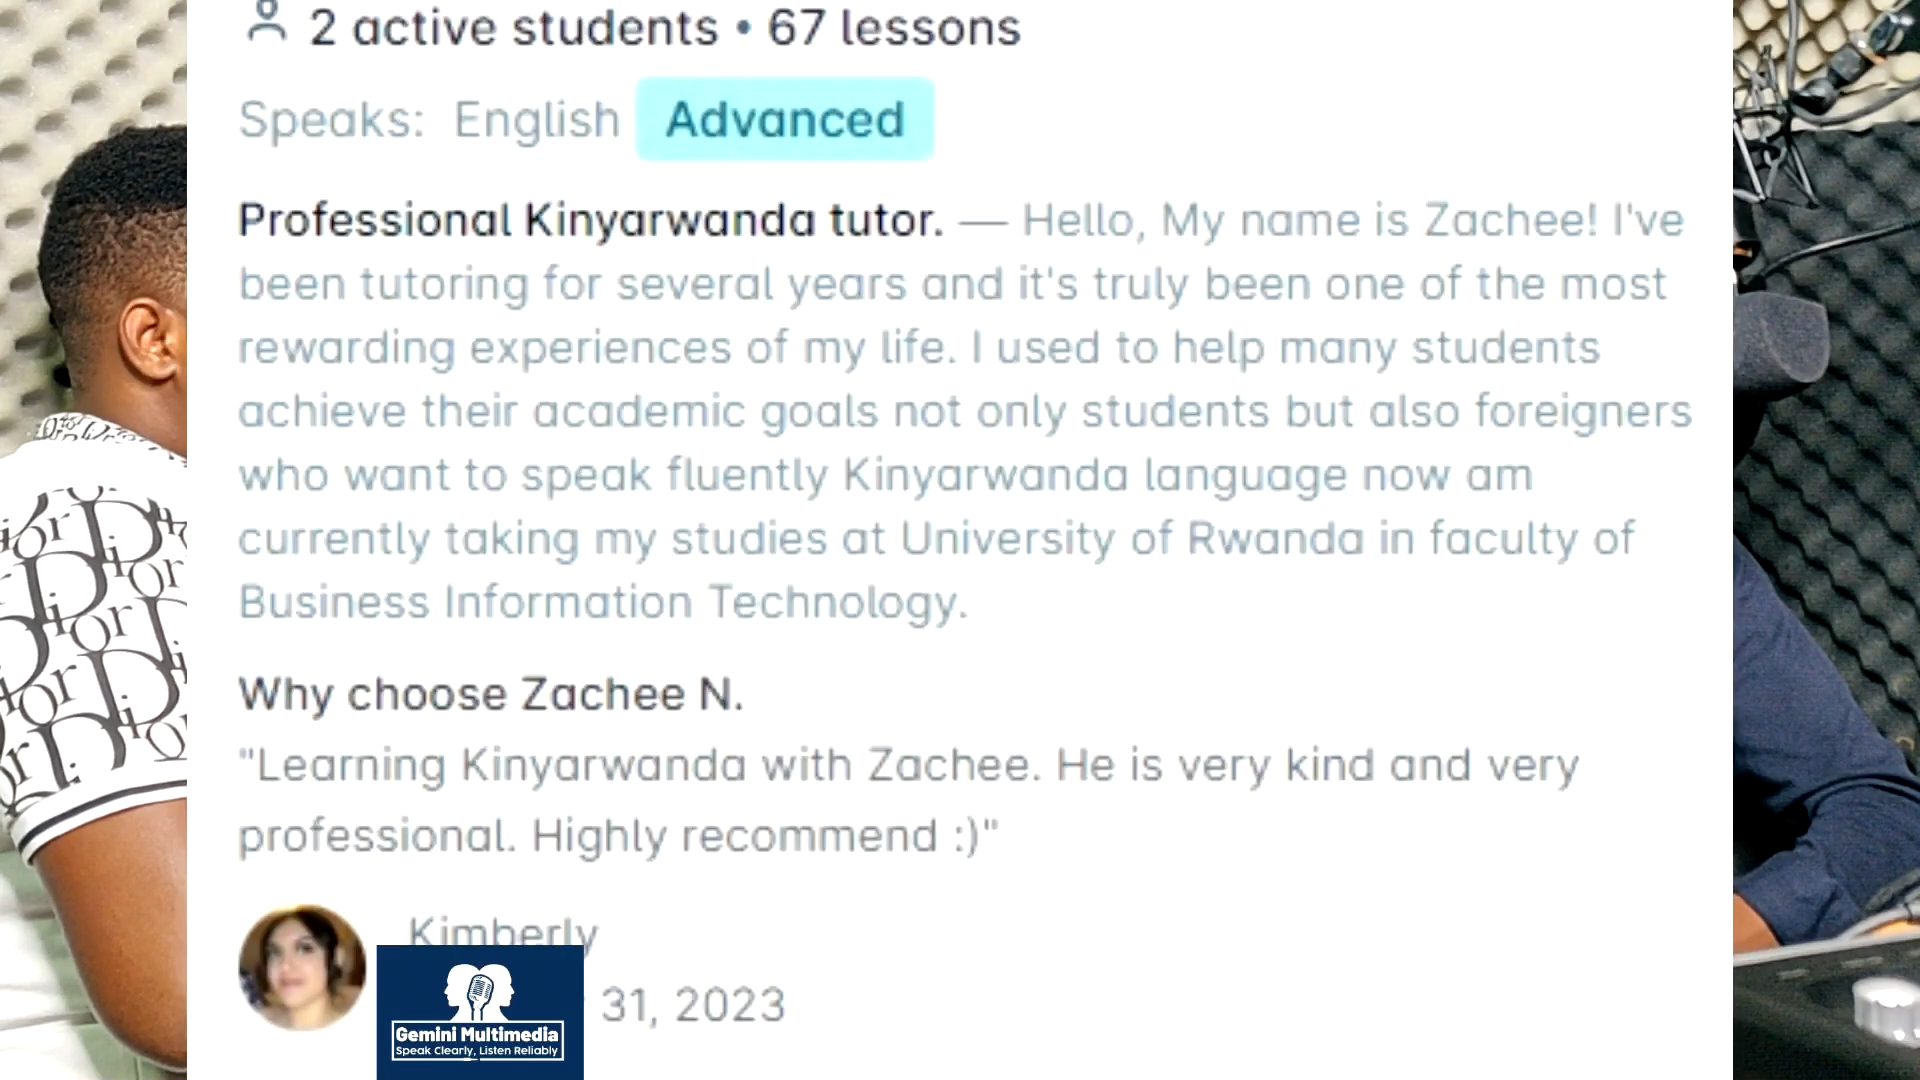 2 active students • 67 lessons
Speaks: English Advanced
Professional Kinyarwanda tutor. — Hello, My name is Zachee! I've
been tutoring for several years and it's truly been one of the most
rewarding experiences of my life. I used to help many students
achieve their academic goals not only students but also foreigners
who want to speak fluently Kinyarwanda language now am
currently taking my studies at University of Rwanda in faculty of
Business Information Technology.
Why choose Zachee N.
"Learning Kinyarwanda with Zachee. He is very kind and very
professional. Highly recommend :)"
Kimberly
31, 2023
Gemini Multimedia
Speak Clearly, Listen Reliably
Dior
Dior
Dior